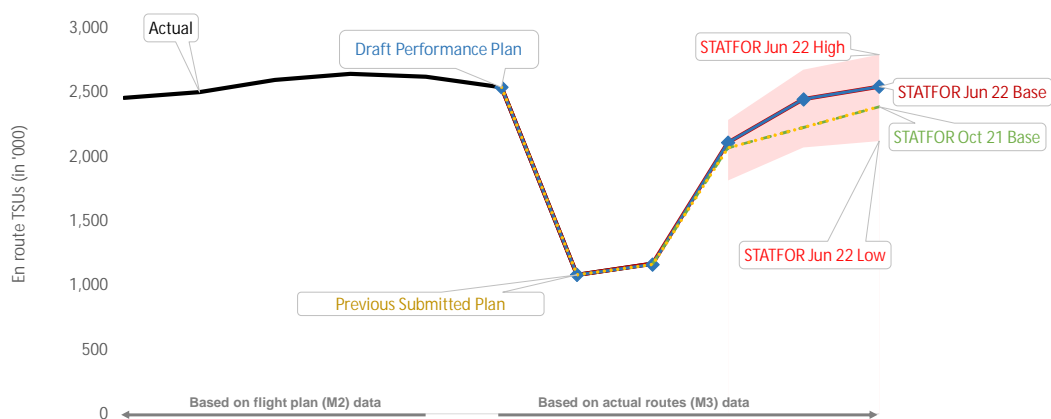 3,000
2,500
2,000
1,500
1,000
500
0
En route TSUs (in '000)
Actual
Draft Performance Plan
STATFOR Jun 22 High
STATFOR Jun 22 Base
STATFOR Oct 21 Base
STATFOR Jun 22 Low
Previous Submitted Plan
Based on flight plan (M2) data
Based on actual routes (M3) data